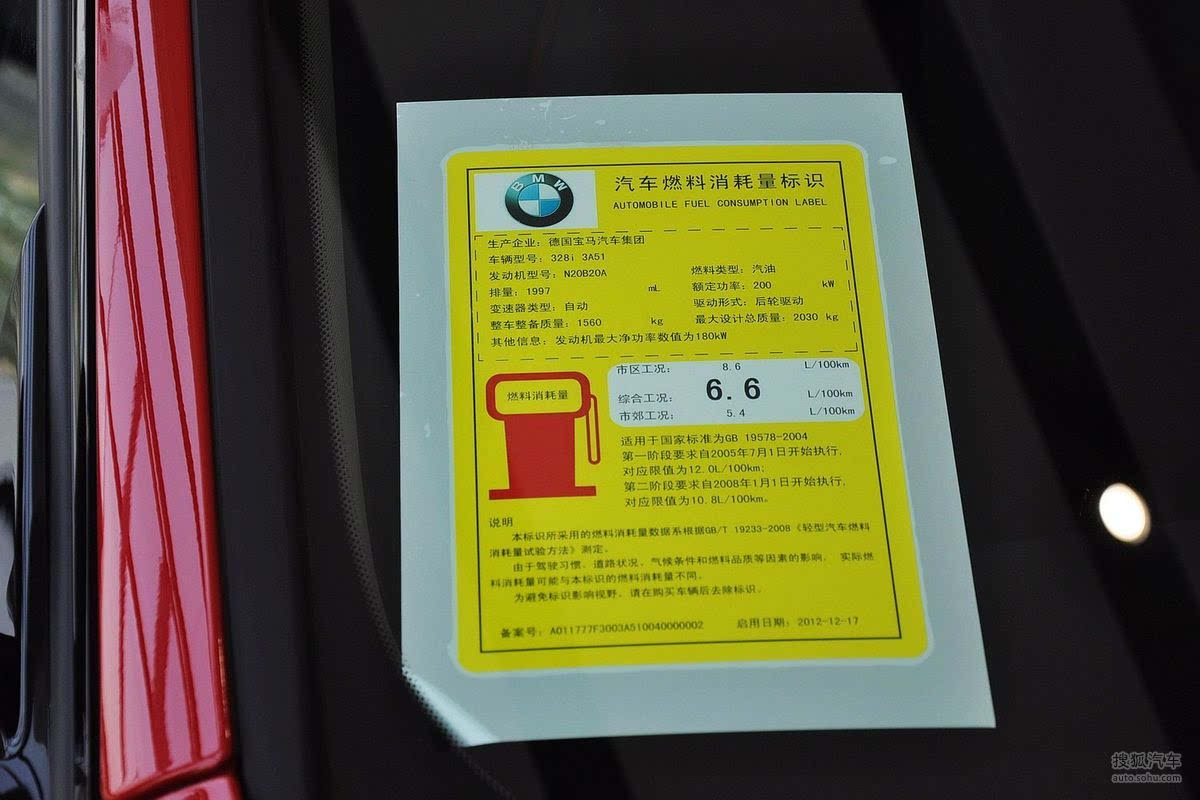 BMW
汽车燃料消耗量标识
AUTOMOBILE FUEL CONSUMPTION LABEL
生产企业：德国宝马汽车集团
车辆型号：328i 3A51
发动机型号：N20B20A 燃料类型：汽油
排量：1997 mL 额定功率：200 kW
变速器类型：自动 驱动形式：后轮驱动
整车整备质量：1560 kg 最大设计总质量：2030 kg
其他信息：发动机最大净功率数值为180kW
燃料消耗量
市区工况： 8.6 L/100km
综合工况： 6.6 L/100km
市郊工况： 5.4 L/100km
适用于国家标准为GB 19578-2004
第一阶段要求自2005年7月1日开始执行，
对应限值为12.0L/100km；
第二阶段要求自2008年1月1日开始执行，
对应限值为10.8L/100km。
说明
本标识所采用的燃料消耗量数据系根据GB/T 19233-2008《轻型汽车燃料
消耗量试验方法》测定。
由于驾驶习惯、道路状况、气候条件和燃料品质等因素的影响， 实际燃
料消耗量可能与本标识的燃料消耗量不同。
为避免标识影响视野，请在购买车辆后去除标识。
备案号：A011777F3003A510040000002 启用日期：2012-12-17
搜狐汽车
auto.sohu.com